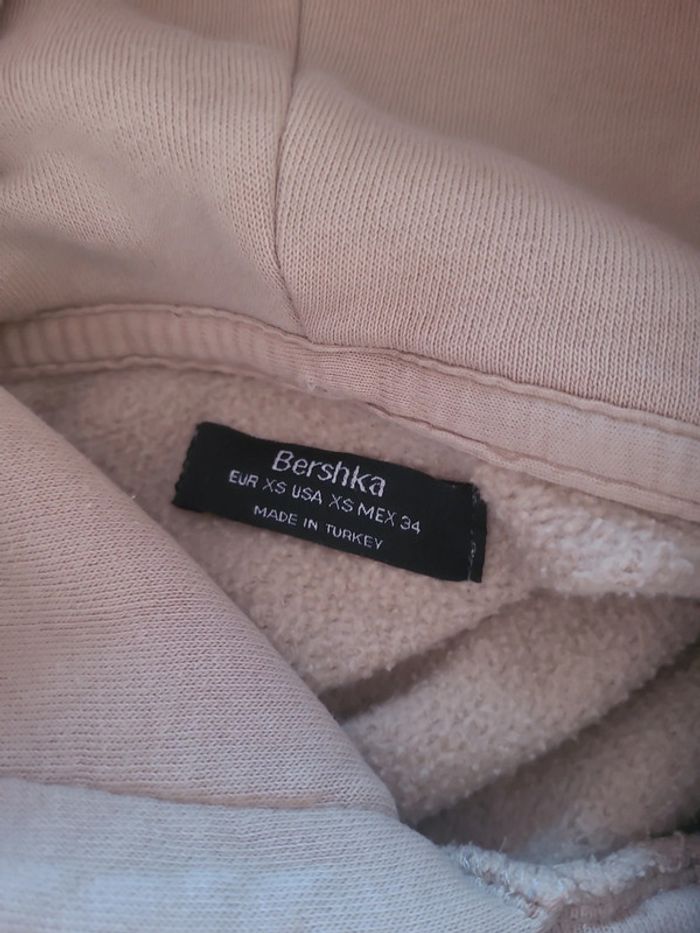 Bershka
EUR XS USA XS MEX 34
MADE IN TURKEY